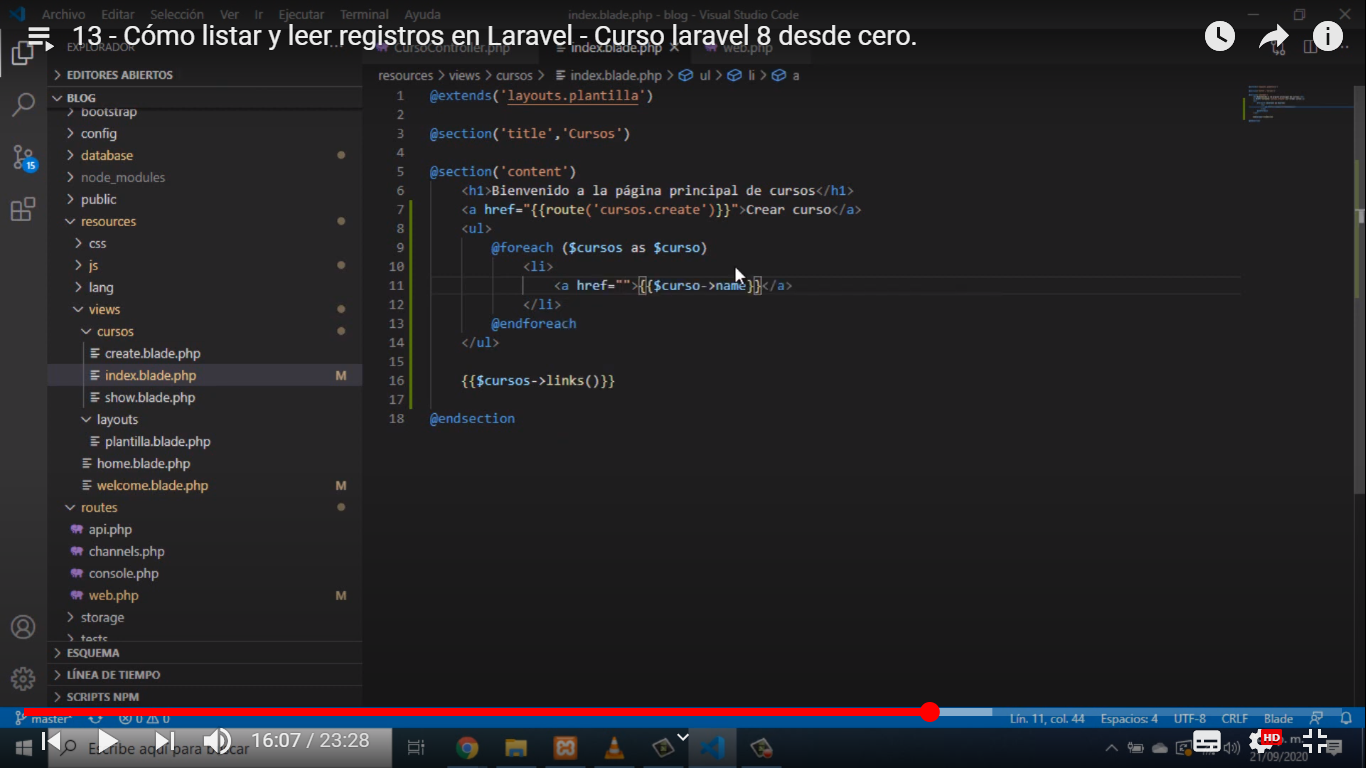 Archivo Editar Selección Ver Ir Ejecutar Terminal Ayuda
index.blade.php - blog - Visual Studio Code
13 - Cómo listar y leer registros en Laravel - Curso laravel 8 desde cero.
EXPLORADOR
CursoController.php index.blade.php web.php
EDITORES ABIERTOS
resources > views > cursos > index.blade.php > ul > li > a
BLOG
bootstrap
config
database
node_modules
public
resources
css
js
lang
views
cursos
create.blade.php
index.blade.php M
show.blade.php
layouts
plantilla.blade.php
home.blade.php
welcome.blade.php M
routes
api.php
channels.php
console.php
web.php M
storage
tests
ESQUEMA
LÍNEA DE TIEMPO
SCRIPTS NPM
15
1 @extends('layouts.plantilla')
2
3 @section('title','Cursos')
4
5 @section('content')
6 <h1>Bienvenido a la página principal de cursos</h1>
7 <a href="{{route('cursos.create')}}">Crear curso</a>
8 <ul>
9 @foreach ($cursos as $curso)
10 <li>
11 <a href="">{{$curso->name}}</a>
12 </li>
13 @endforeach
14 </ul>
15
16 {{$cursos->links()}}
17
18 @endsection
master* 0 0
Lín. 11, col. 44 Espacios: 4 UTF-8 CRLF Blade
Escribe aquí para buscar
16:07 / 23:28
HD
21/09/2020